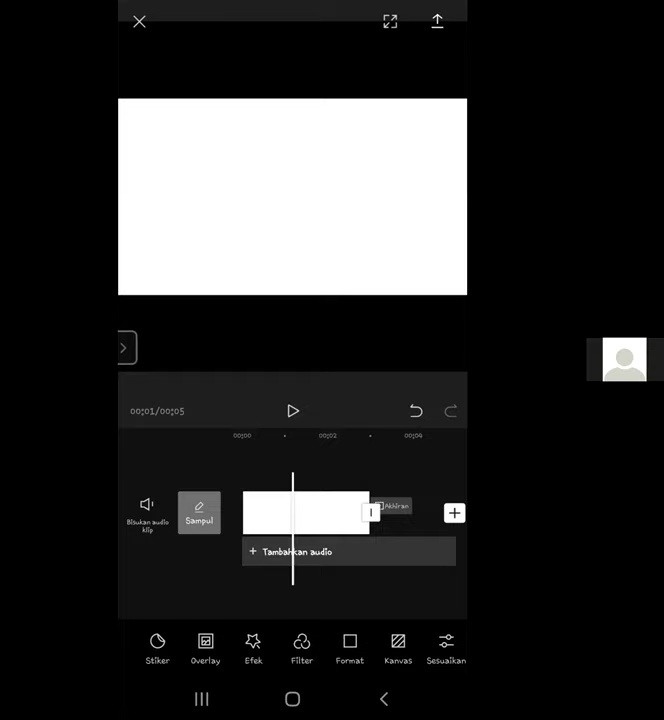 00:01/00:05
00:00
00:02
00:04
Bisukan audio
klip
Sampul
Akhiran
+ Tambahkan audio
Stiker
Overlay
Efek
Filter
Format
Kanvas
Sesuaikan